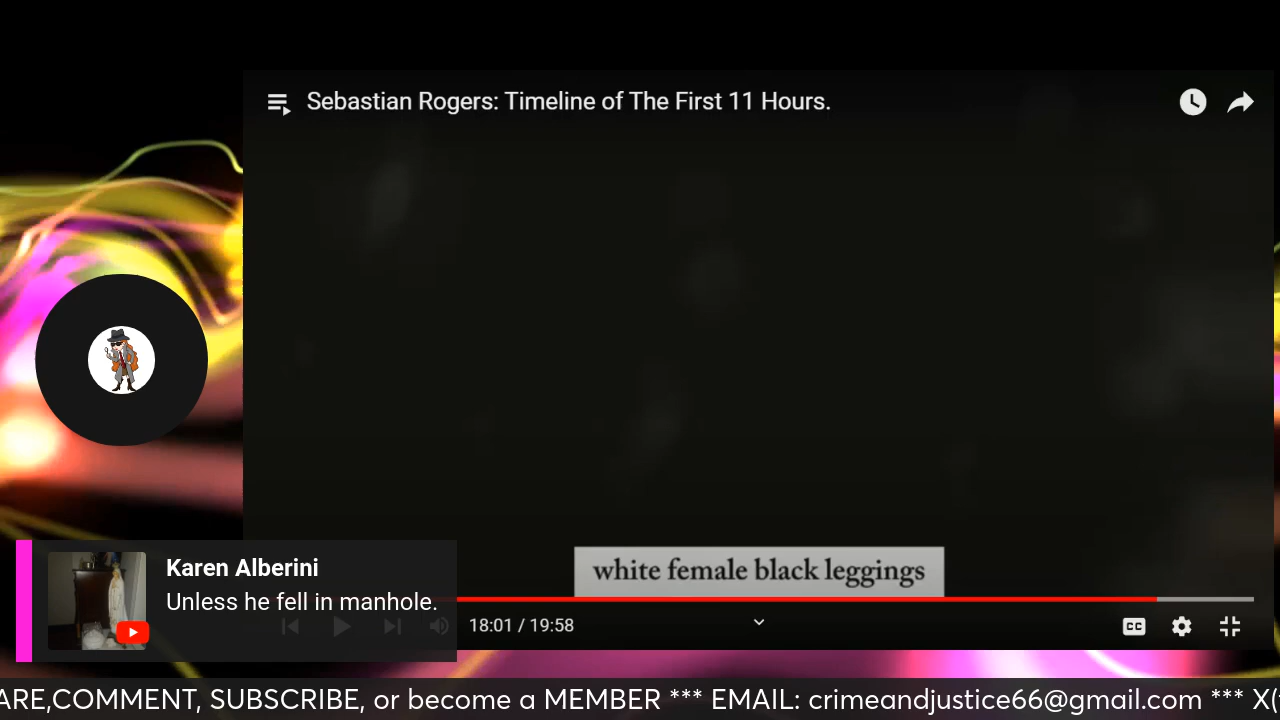 Sebastian Rogers: Timeline of The First 11 Hours.
white female black leggings
Karen Alberini
Unless he fell in manhole.
18:01 / 19:58
CC
ARE,COMMENT, SUBSCRIBE, or become a MEMBER *** EMAIL: crimeandjustice66@gmail.com *** X(